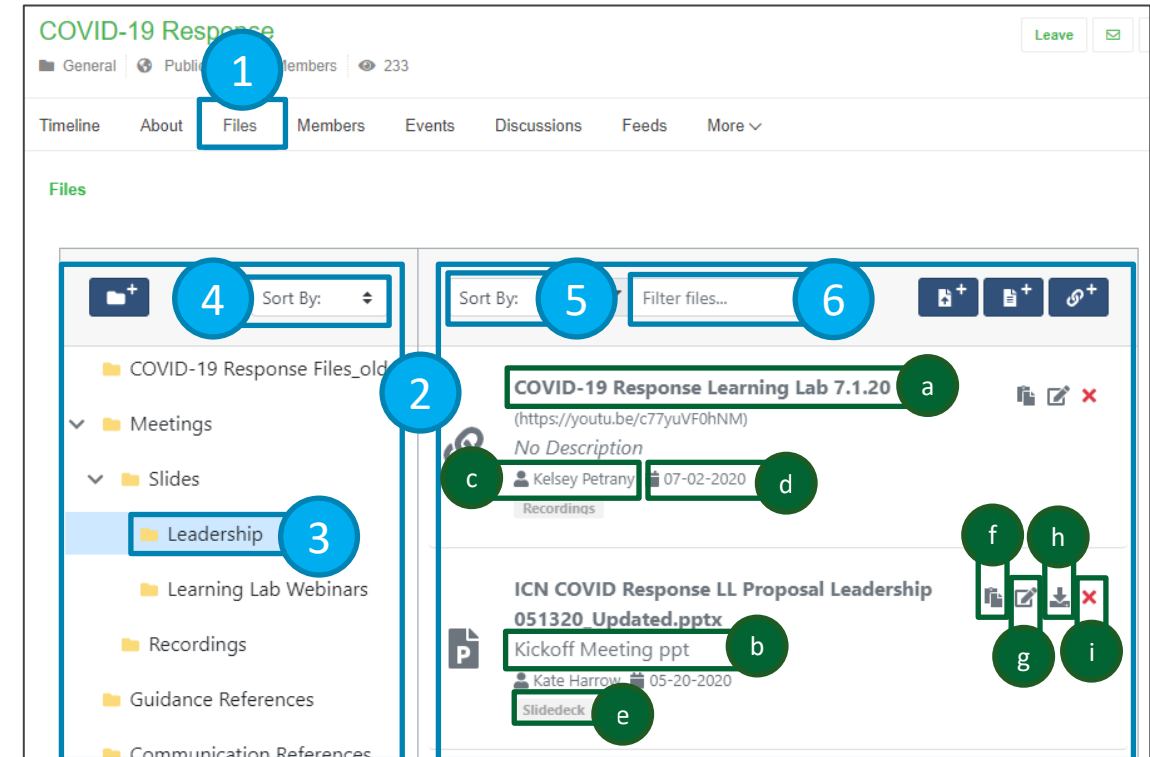 COVID-19 Response
Leave
General Public Members 233
1
Timeline About Files Members Events Discussions Feeds More
Files
4 Sort By:
Sort By: 5 Filter files... 6
2
COVID-19 Response Files_old
Meetings
Slides
Leadership 3
Learning Lab Webinars
Recordings
Guidance References
Communication References
COVID-19 Response Learning Lab 7.1.20 a
(https://youtu.be/c77yuVF0hNM)
No Description
c Kelsey Petrany 07-02-2020 d
Recordings
f h
ICN COVID Response LL Proposal Leadership
051320_Updated.pptx
P Kickoff Meeting ppt b
g i
Kate Harrow 05-20-2020
Slidedeck e